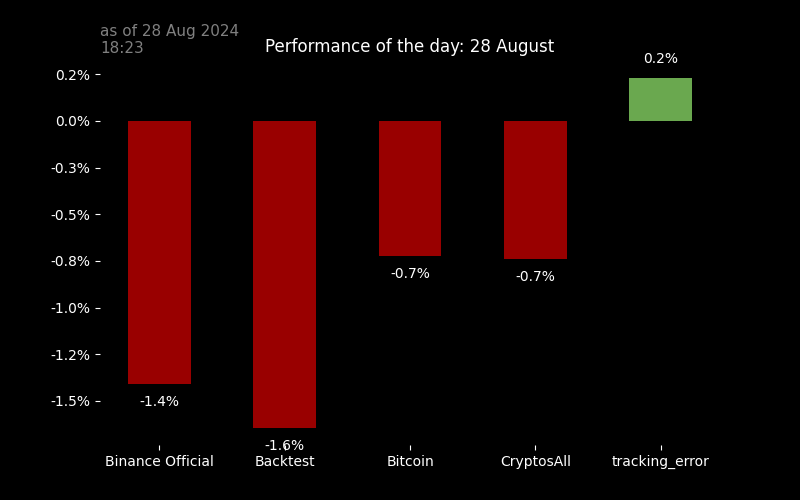 as of 28 Aug 2024
18:23
Performance of the day: 28 August
0.2%
0.2%
0.0%
-0.3%
-0.5%
-0.8%
-0.7%
-0.7%
-1.0%
-1.2%
-1.5%
-1.4%
-1.6%
Binance Official
Backtest
Bitcoin
CryptosAll
tracking_error